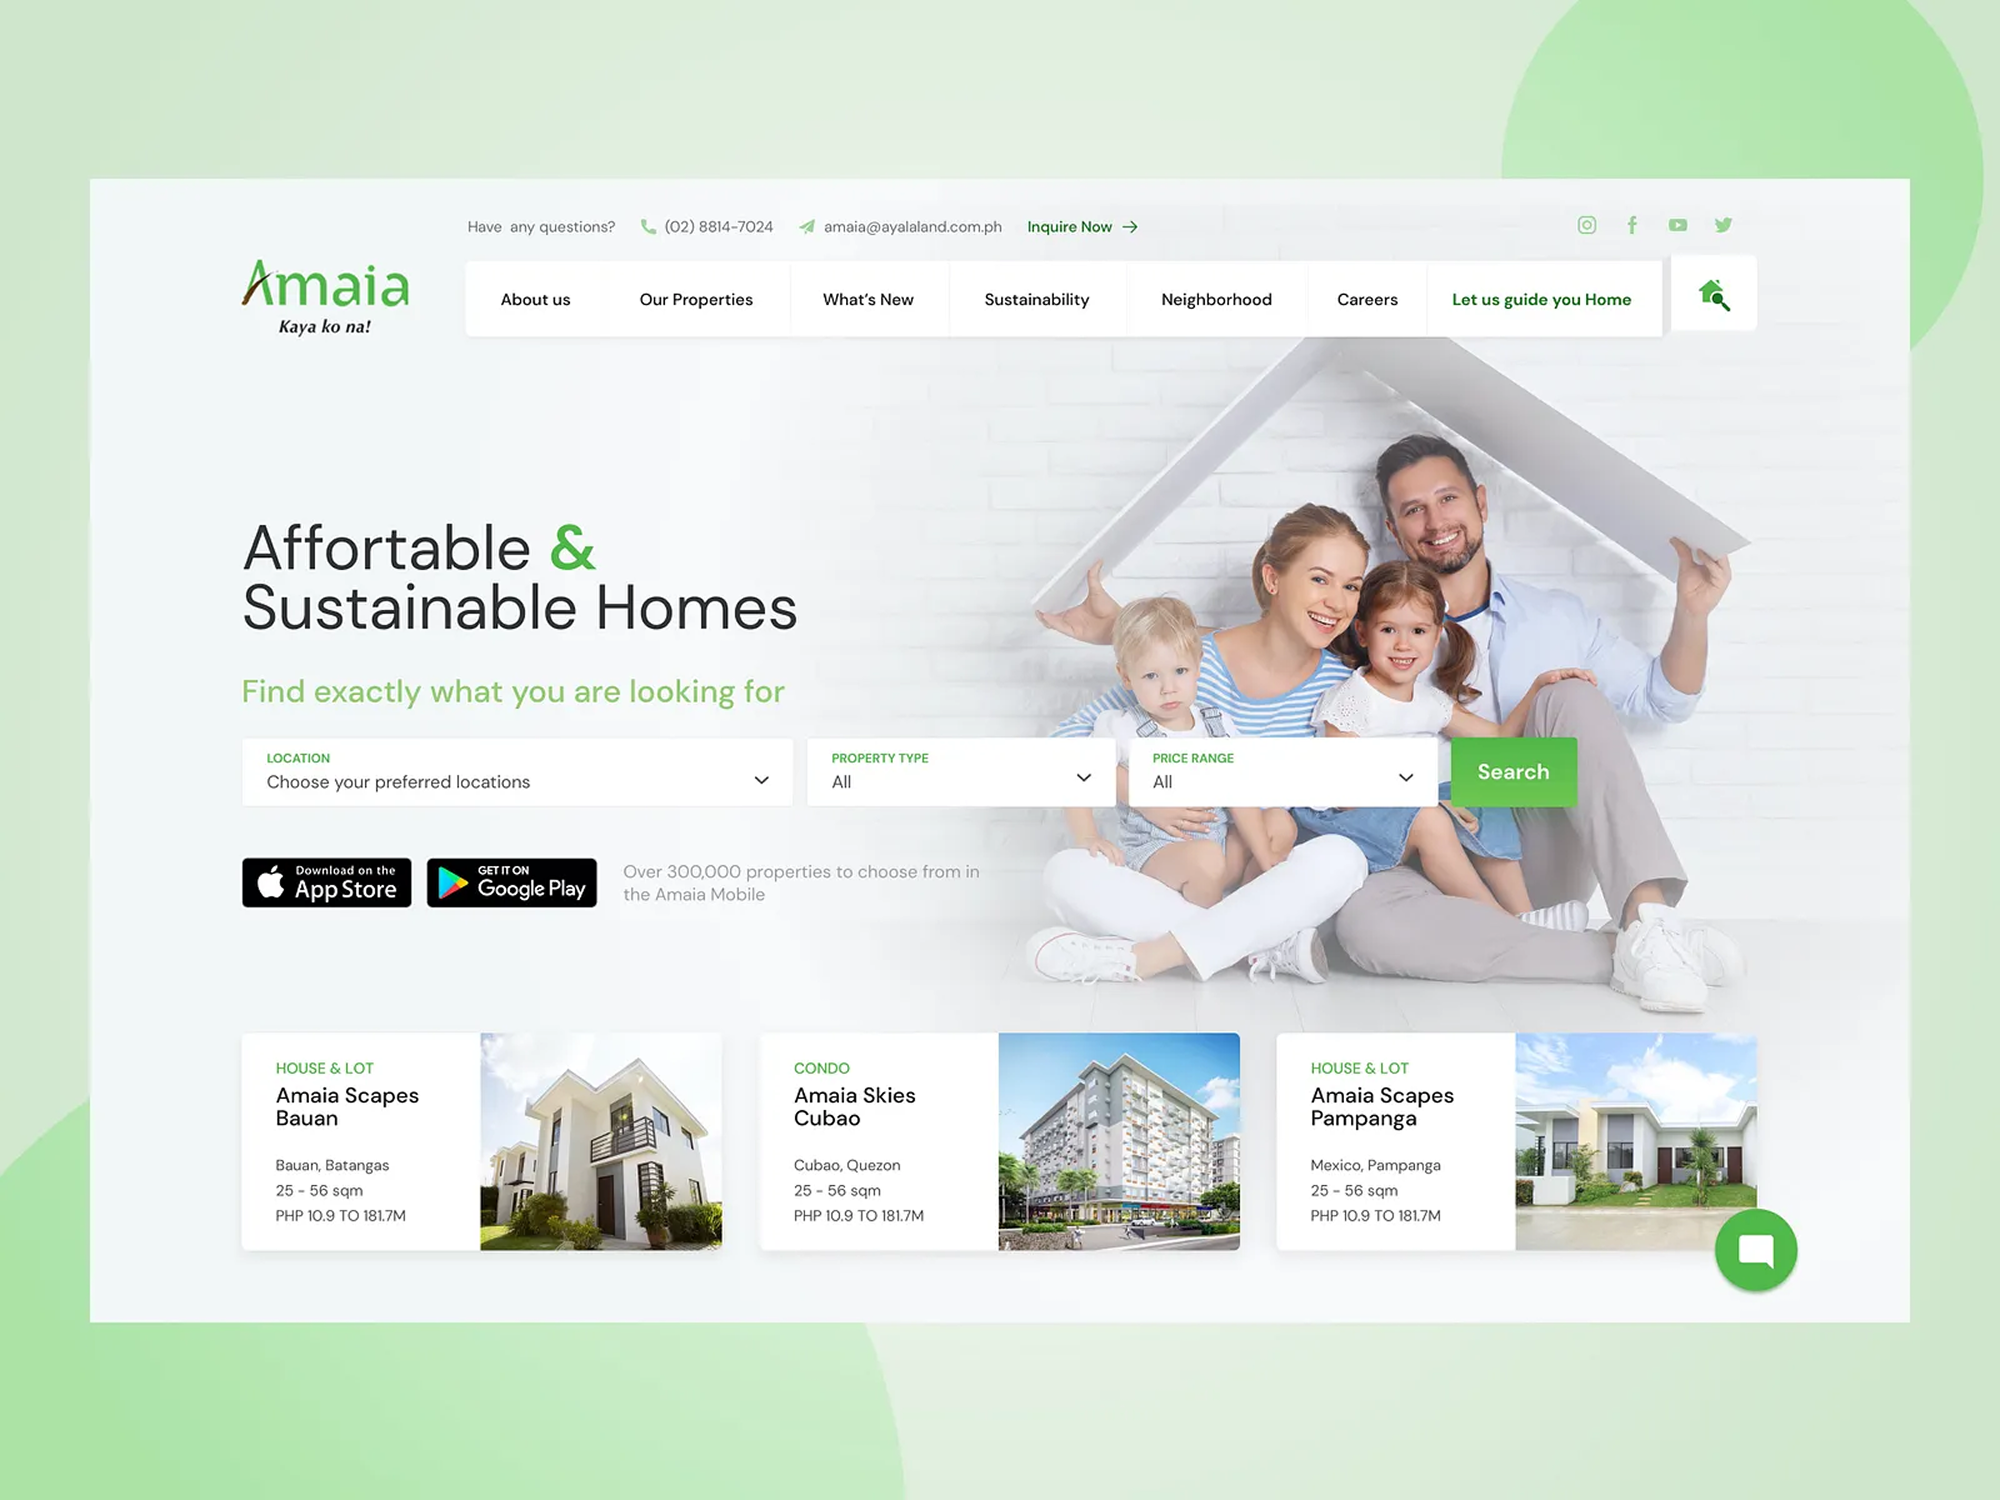 Have any questions? (02) 8814-7024 amaia@ayalaland.com.ph Inquire Now
Amaia
Kaya ko na!
About us Our Properties What's New Sustainability Neighborhood Careers Let us guide you Home
Affortable &
Sustainable Homes
Find exactly what you are looking for
LOCATION
Choose your preferred locations
PROPERTY TYPE
All
PRICE RANGE
All
Search
Download on the
App Store
GET IT ON
Google Play
Over 300,000 properties to choose from in
the Amaia Mobile
HOUSE & LOT
Amaia Scapes
Bauan
Bauan, Batangas
25 - 56 sqm
PHP 10.9 TO 181.7M
CONDO
Amaia Skies
Cubao
Cubao, Quezon
25 - 56 sqm
PHP 10.9 TO 181.7M
HOUSE & LOT
Amaia Scapes
Pampanga
Mexico, Pampanga
25 - 56 sqm
PHP 10.9 TO 181.7M